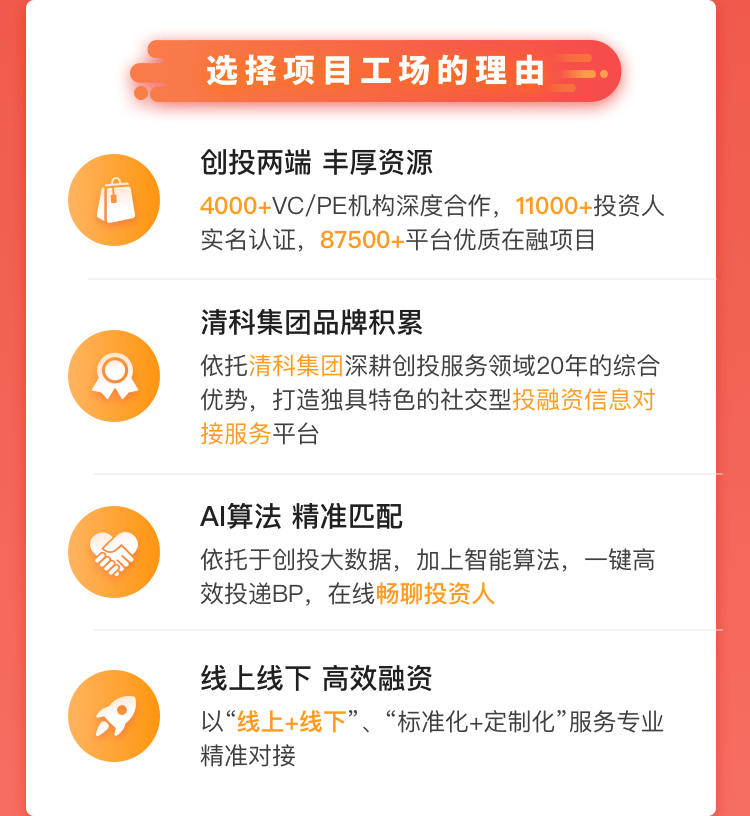 选择项目工场的理由
创投两端 丰厚资源
4000+VC/PE机构深度合作，11000+投资人
实名认证，87500+平台优质在融项目
清科集团品牌积累
依托清科集团深耕创投服务领域20年的综合
优势，打造独具特色的社交型投融资信息对
接服务平台
AI算法 精准匹配
依托于创投大数据，加上智能算法，一键高
效投递BP，在线畅聊投资人
线上线下 高效融资
以“线上+线下”、“标准化+定制化”服务专业
精准对接